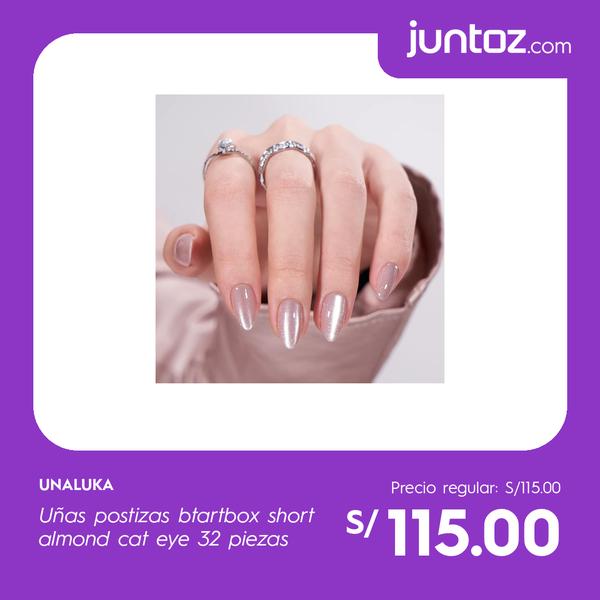 juntoz.com
UNALUKA
Uñas postizas btartbox short
almond cat eye 32 piezas
Precio regular: S/115.00
S/115.00